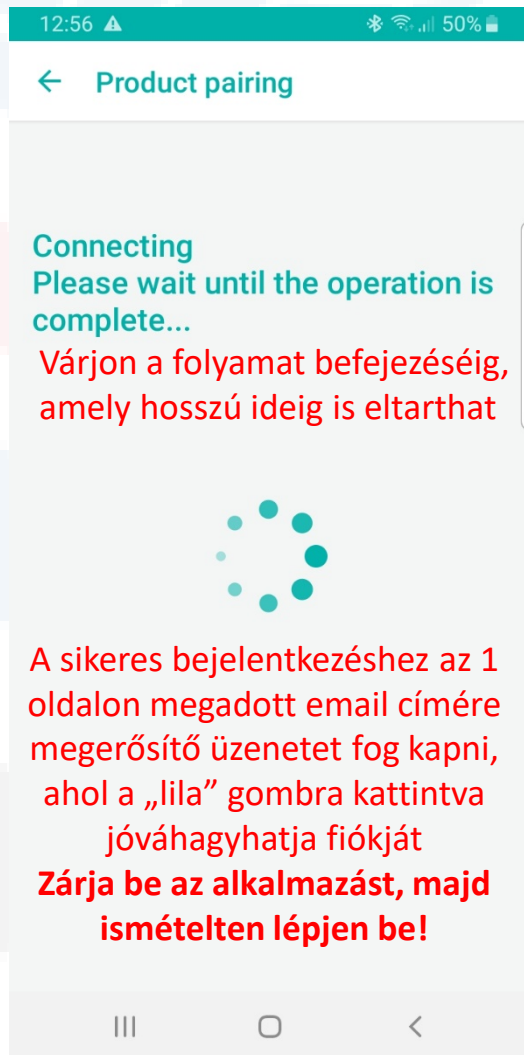 12:56
50%
Product pairing
Connecting
Please wait until the operation is
complete...
Várjon a folyamat befejezéséig,
amely hosszú ideig is eltarthat
A sikeres bejelentkezéshez az 1
oldalon megadott email címére
megerősítő üzenetet fog kapni,
ahol a „lila” gombra kattintva
jóváhagyhatja fiókját
Zárja be az alkalmazást, majd
ismételten lépjen be!